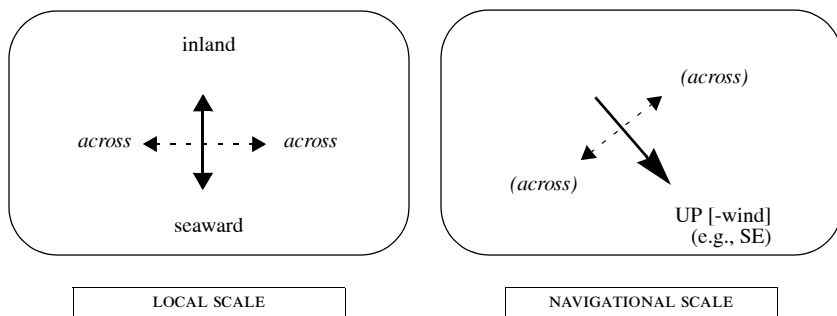 inland
across
across
seaward
LOCAL SCALE
(across)
(across)
UP [-wind]
(e.g., SE)
NAVIGATIONAL SCALE